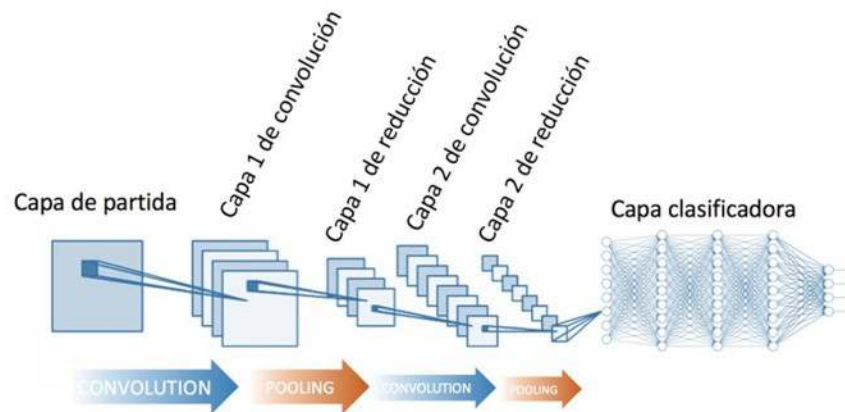 Capa de partida
Capa 1 de convolución
Capa 1 de reducción
Capa 2 de convolución
Capa 2 de reducción
Capa clasificadora
CONVOLUTION
POOLING
CONVOLUTION
POOLING